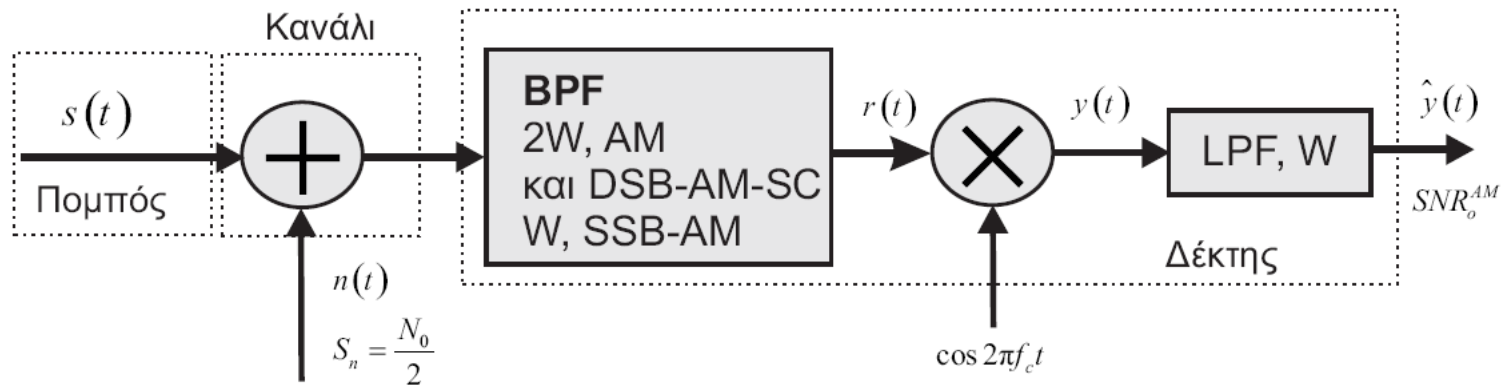 Κανάλι
s(t)
Πομπός
n(t)
S_n = N_0/2
BPF
2W, AM
και DSB-AM-SC
W, SSB-AM
r(t)
y(t)
cos 2πf_c t
LPF, W
ŷ(t)
SNR_o^{AM}
Δέκτης